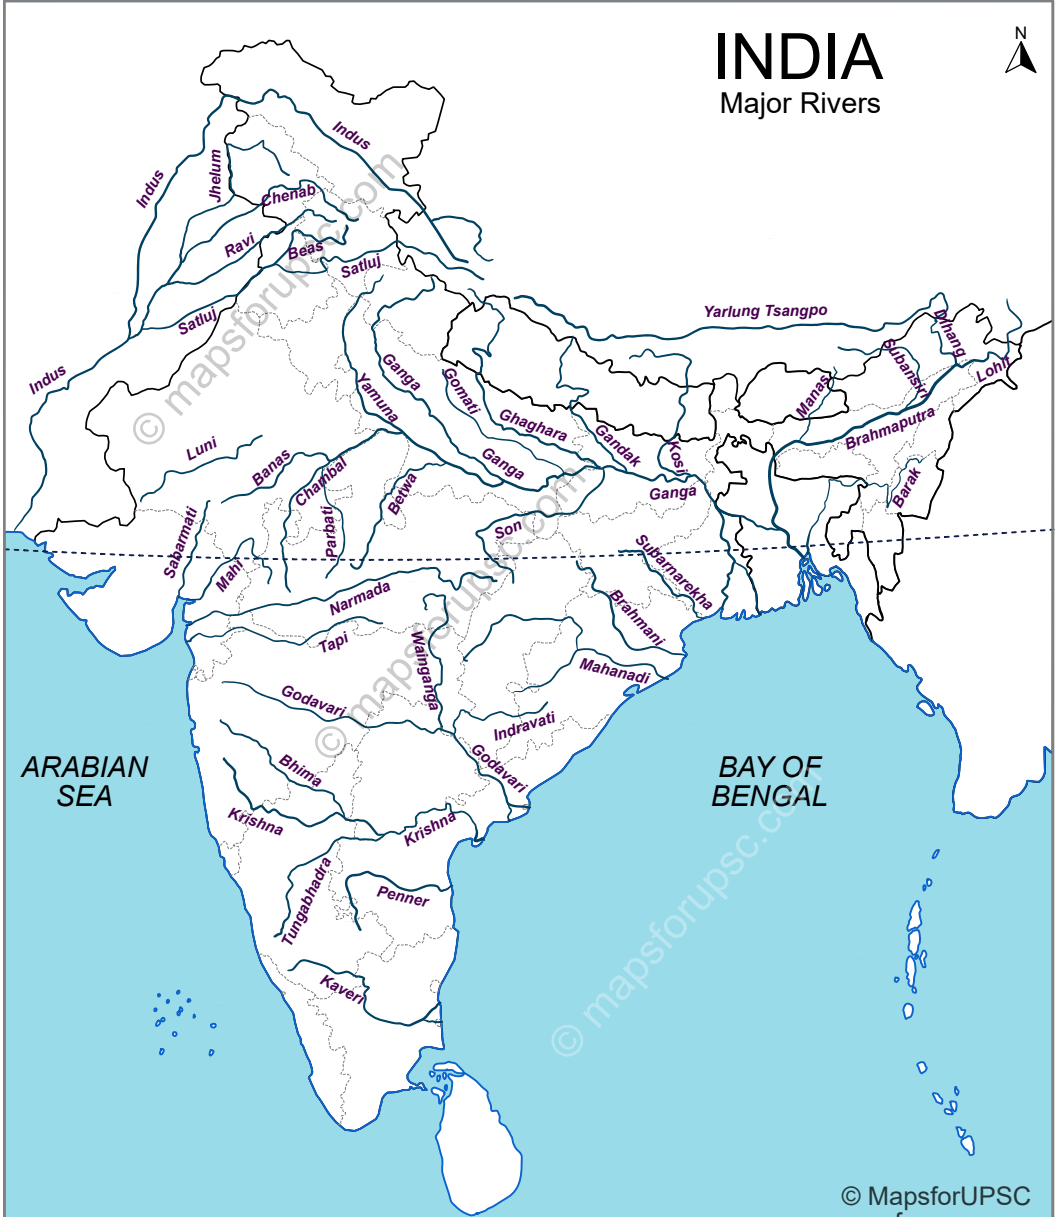 INDIA
Major Rivers
N
Indus
Indus
Jhelum
Chenab
Ravi
Beas
Satluj
Satluj
Indus
Yarlung Tsangpo
Dihang
Subansiri
Lohit
Manas
Brahmaputra
Barak
Ganga
Yamuna
Gomati
Ghaghara
Gandak
Kosi
Ganga
Ganga
Luni
Banas
Chambal
Parbati
Betwa
Son
Sabarmati
Mahi
Narmada
Tapi
Subarnarekha
Brahmani
Wainganga
Mahanadi
Godavari
Indravati
Godavari
Bhima
Krishna
Krishna
Tungabhadra
Penner
Kaveri
ARABIAN
SEA
BAY OF
BENGAL
© mapsforupsc.com
© mapsforupsc.com
© mapsforupsc.com
© MapsforUPSC